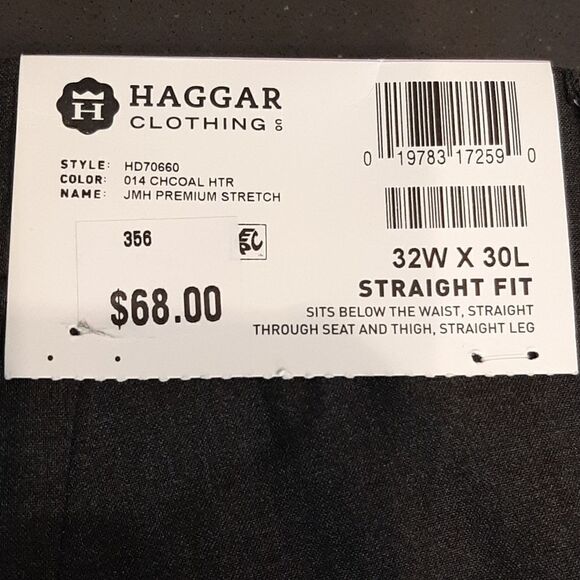 H
HAGGAR
CLOTHING CO
STYLE: HD70660
COLOR: 014 CHCOAL HTR
NAME: JMH PREMIUM STRETCH
356
$68.00
0 19783 17259 0
32W X 30L
STRAIGHT FIT
SITS BELOW THE WAIST, STRAIGHT
THROUGH SEAT AND THIGH, STRAIGHT LEG